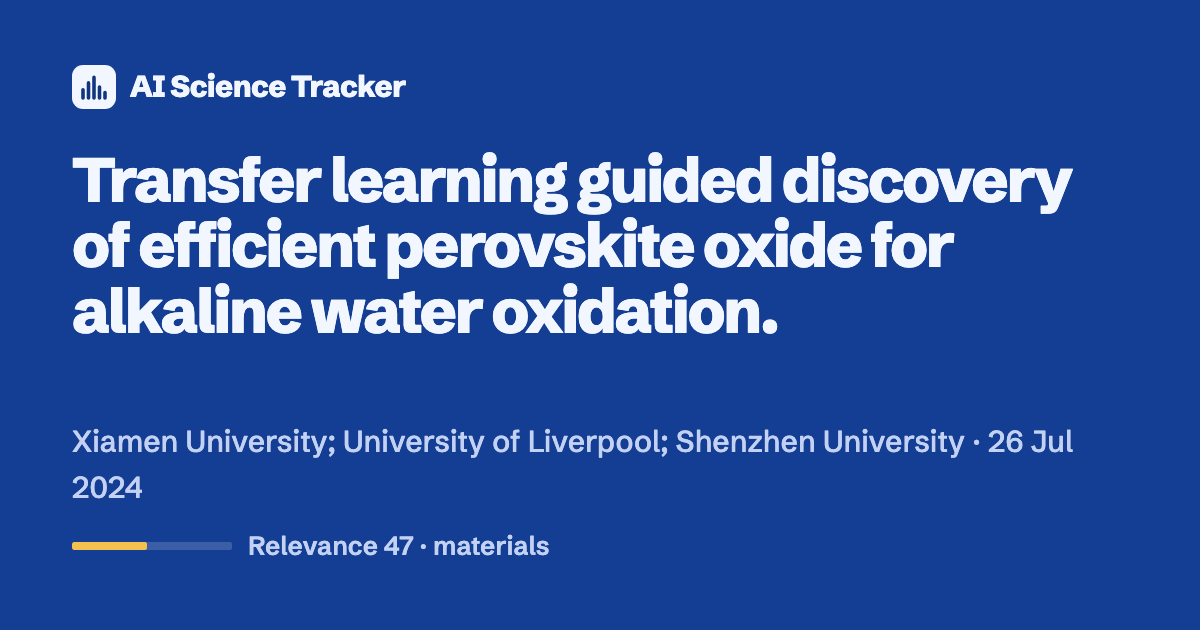 AI Science Tracker
Transfer learning guided discovery
of efficient perovskite oxide for
alkaline water oxidation.
Xiamen University; University of Liverpool; Shenzhen University · 26 Jul
2024
Relevance 47 · materials